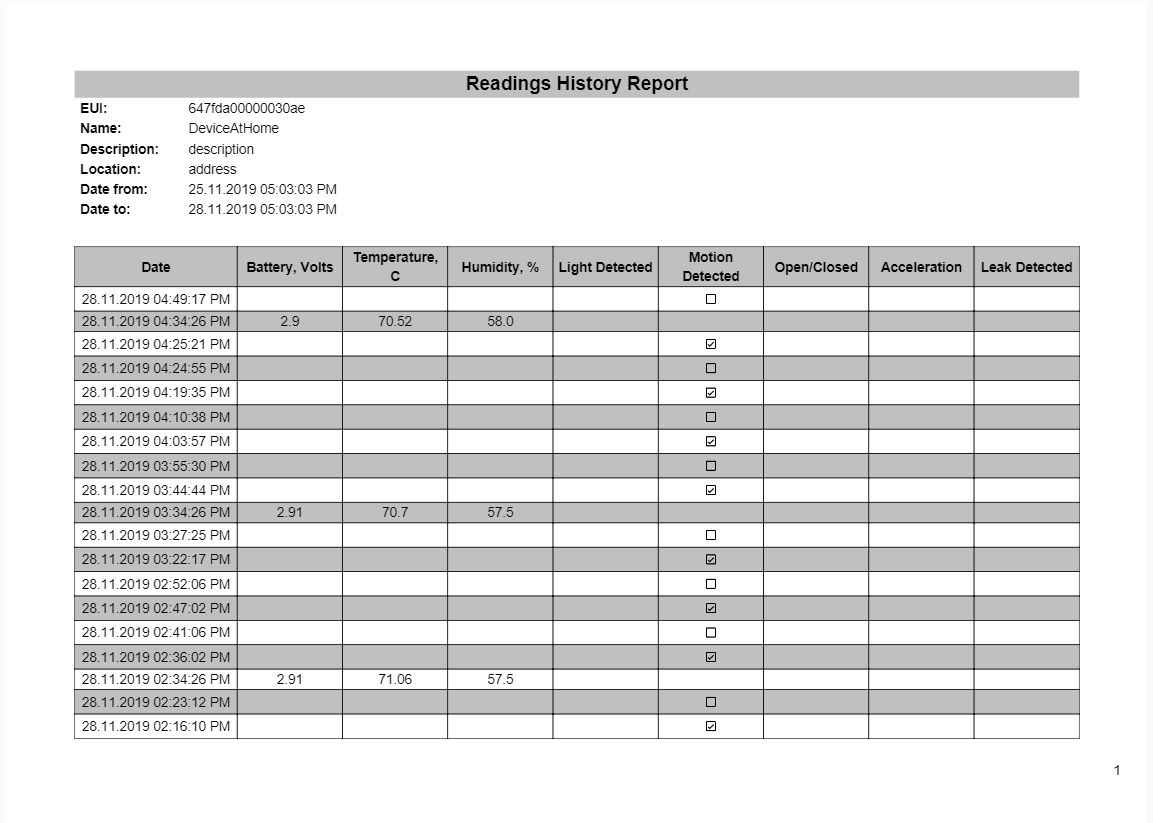 Readings History Report
EUI: 647fda00000030ae
Name: DeviceAtHome
Description: description
Location: address
Date from: 25.11.2019 05:03:03 PM
Date to: 28.11.2019 05:03:03 PM
Date Battery, Volts Temperature, C Humidity, % Light Detected Motion Detected Open/Closed Acceleration Leak Detected
28.11.2019 04:49:17 PM ☐
28.11.2019 04:34:26 PM 2.9 70.52 58.0
28.11.2019 04:25:21 PM ☑
28.11.2019 04:24:55 PM ☐
28.11.2019 04:19:35 PM ☑
28.11.2019 04:10:38 PM ☐
28.11.2019 04:03:57 PM ☑
28.11.2019 03:55:30 PM ☐
28.11.2019 03:44:44 PM ☑
28.11.2019 03:34:26 PM 2.91 70.7 57.5
28.11.2019 03:27:25 PM ☐
28.11.2019 03:22:17 PM ☑
28.11.2019 02:52:06 PM ☐
28.11.2019 02:47:02 PM ☑
28.11.2019 02:41:06 PM ☐
28.11.2019 02:36:02 PM ☑
28.11.2019 02:34:26 PM 2.91 71.06 57.5
28.11.2019 02:23:12 PM ☐
28.11.2019 02:16:10 PM ☑
1